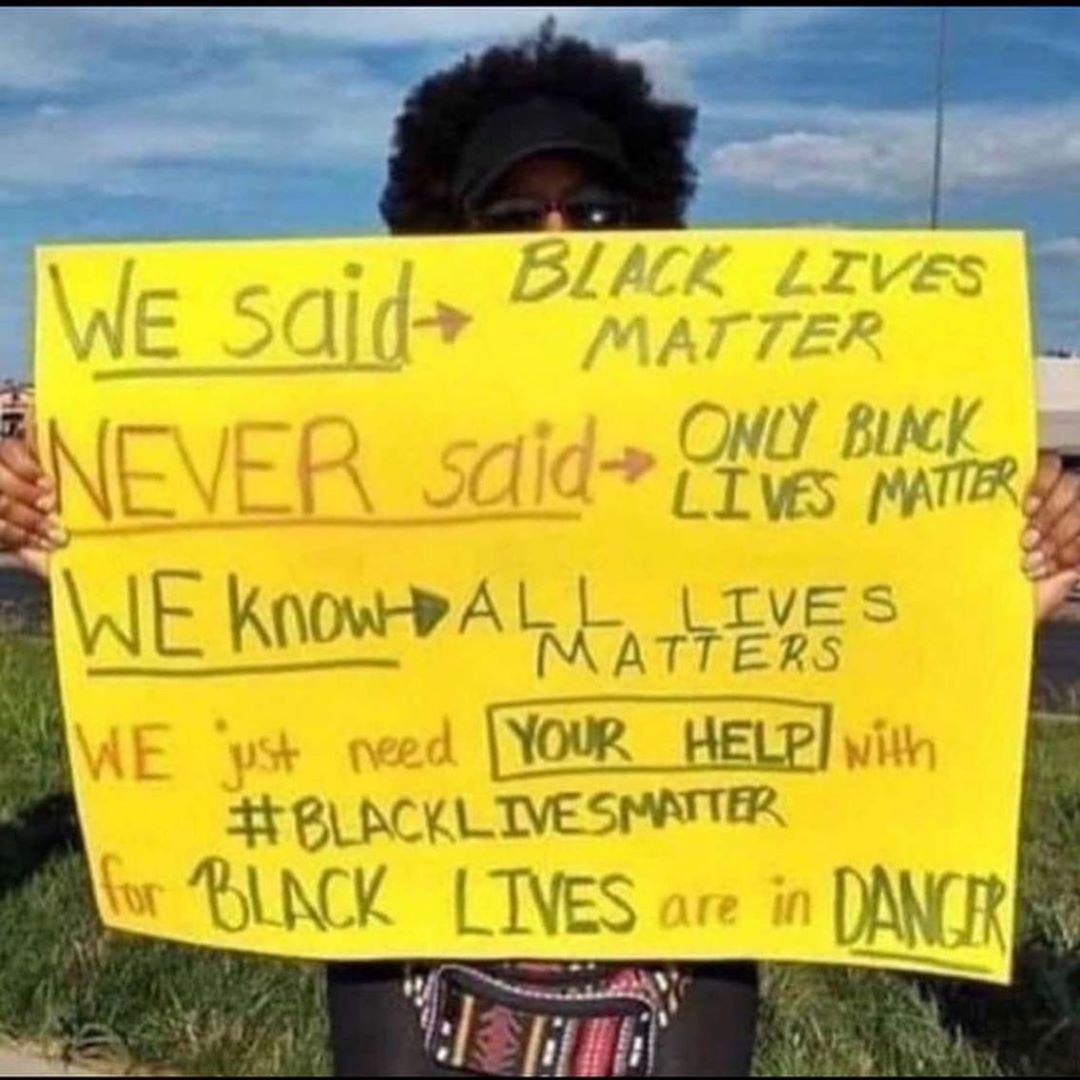 WE said→ BLACK LIVES
MATTER
NEVER said→ ONLY BLACK
LIVES MATTER
WE know→ ALL LIVES
MATTERS
WE just need YOUR HELP with
#BLACKLIVESMATTER
for BLACK LIVES are in DANGER